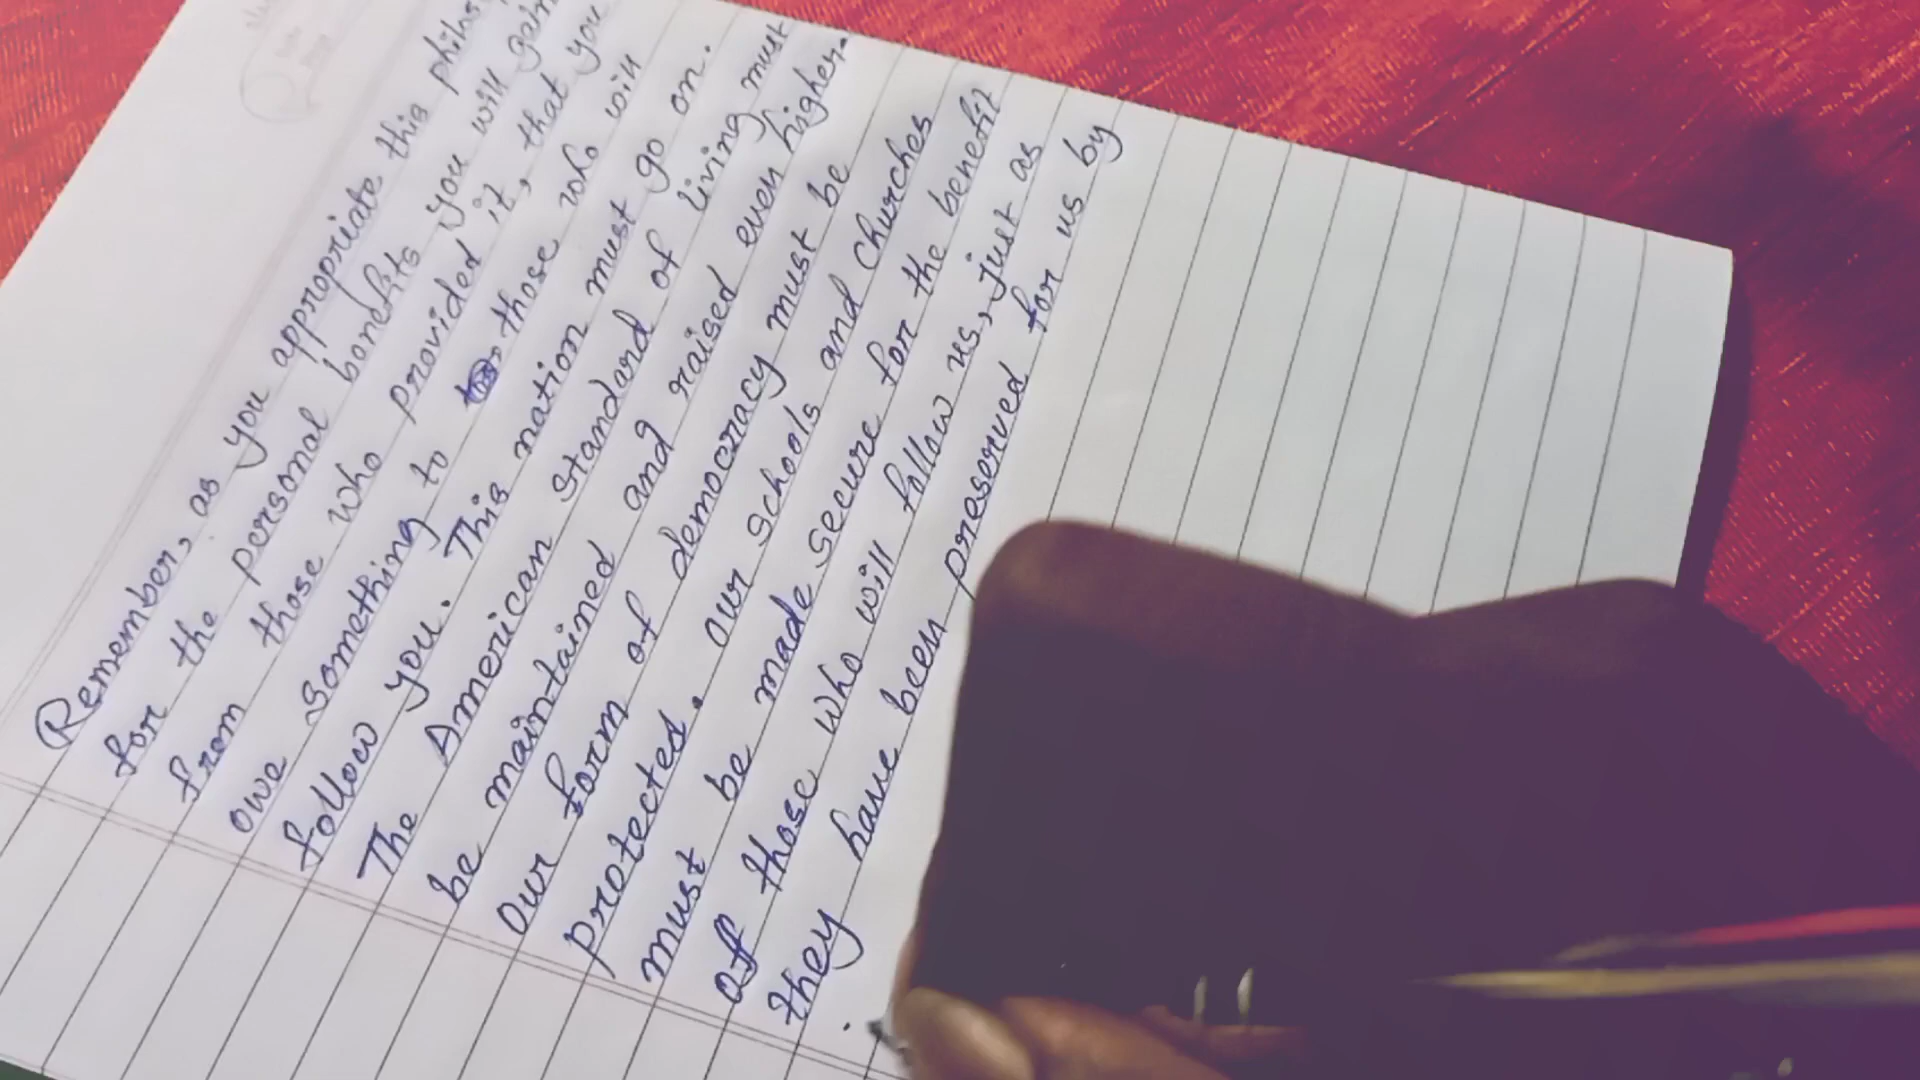 Remember, as you appropriate this
for the personal benefits you will gain
from those who provided it, that you
owe something to those who will
follow you. This nation must go on.
The American standard of living must
be maintained and raised even higher.
Our form of democracy must be
protected. our schools and churches
must be made secure for the benefit
of those who will follow us, just as
they have been preserved for us by